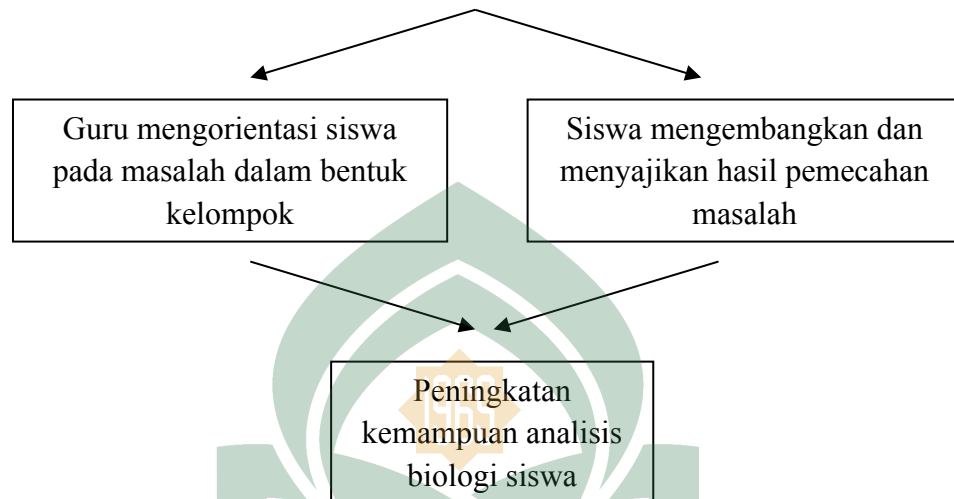 Guru mengorientasi siswa
pada masalah dalam bentuk
kelompok
Siswa mengembangkan dan
menyajikan hasil pemecahan
masalah
Peningkatan
kemampuan analisis
biologi siswa
1969